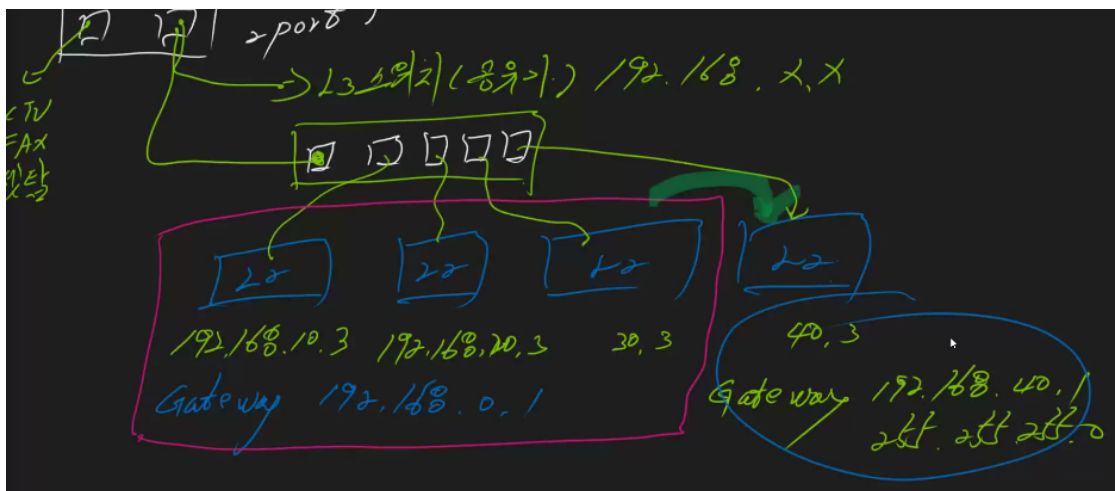 2port,
→ L3 스위치 (공유기) 192.168.x.x
FAX
L2 L2 L2 L2
192.168.10.3 192.168.20.3 30.3 40.3
Gateway 192.168.0.1
Gateway 192.168.40.1
255.255.255.0